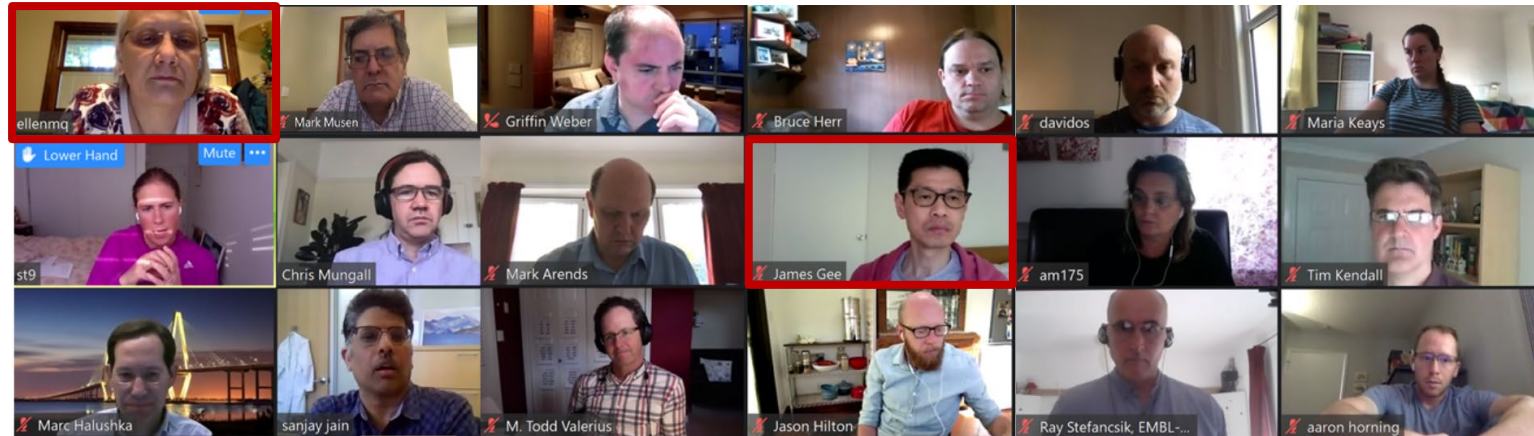 ellenmq
Mark Musen
Griffin Weber
Bruce Herr
davidos
Maria Keays
Lower Hand
Mute
st9
Chris Mungall
Mark Arends
James Gee
am175
Tim Kendall
Marc Halushka
sanjay jain
M. Todd Valerius
Jason Hilton
Ray Stefancsik, EMBL-...
aaron horning